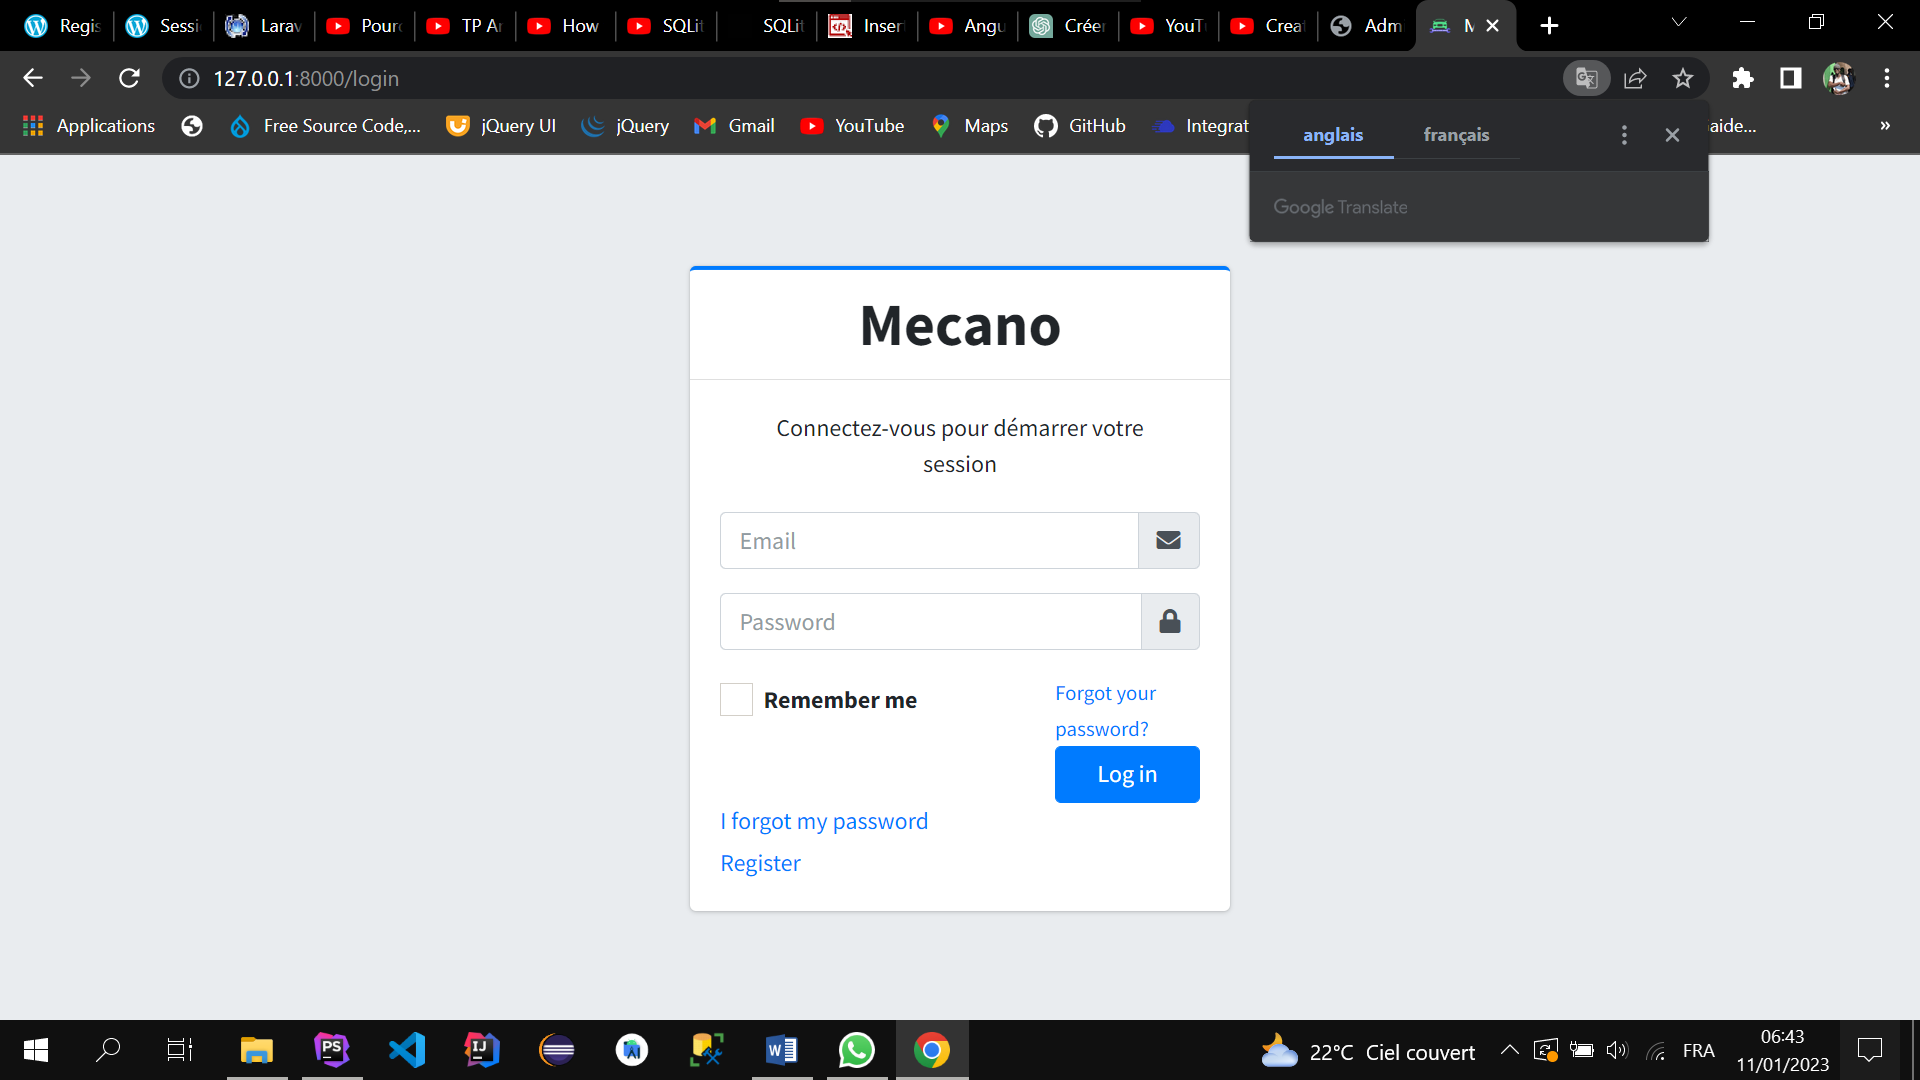 Regis
Sessi
Larav
Pour
TP Ar
How
SQLit
SQLit
Inser
Angu
Créer
YouTu
Creat
Adm
127.0.0.1:8000/login
Applications
Free Source Code,...
jQuery UI
jQuery
Gmail
YouTube
Maps
GitHub
Integrat
aide...
»
anglais
français
Google Translate
Mecano
Connectez-vous pour démarrer votre
session
Email
Password
Remember me
Forgot your
password?
Log in
I forgot my password
Register
22°C Ciel couvert
FRA
06:43
11/01/2023